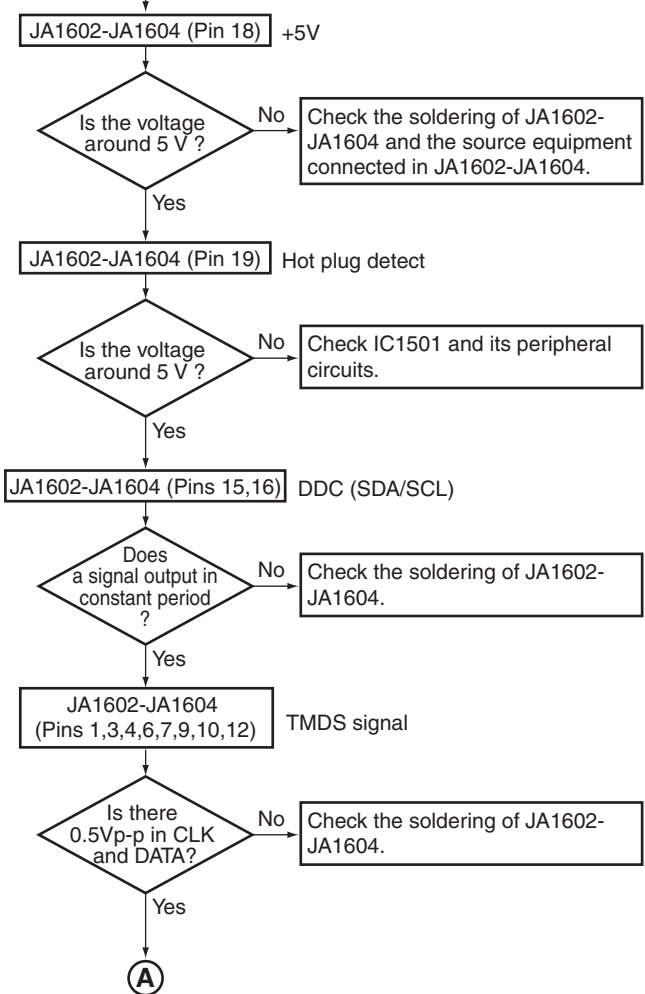 JA1602-JA1604 (Pin 18)
+5V
Is the voltage
around 5 V ?
No
Check the soldering of JA1602-
JA1604 and the source equipment
connected in JA1602-JA1604.
Yes
JA1602-JA1604 (Pin 19)
Hot plug detect
Is the voltage
around 5 V ?
No
Check IC1501 and its peripheral
circuits.
Yes
JA1602-JA1604 (Pins 15,16)
DDC (SDA/SCL)
Does
a signal output in
constant period
?
No
Check the soldering of JA1602-
JA1604.
Yes
JA1602-JA1604
(Pins 1,3,4,6,7,9,10,12)
TMDS signal
Is there
0.5Vp-p in CLK
and DATA?
No
Check the soldering of JA1602-
JA1604.
Yes
A